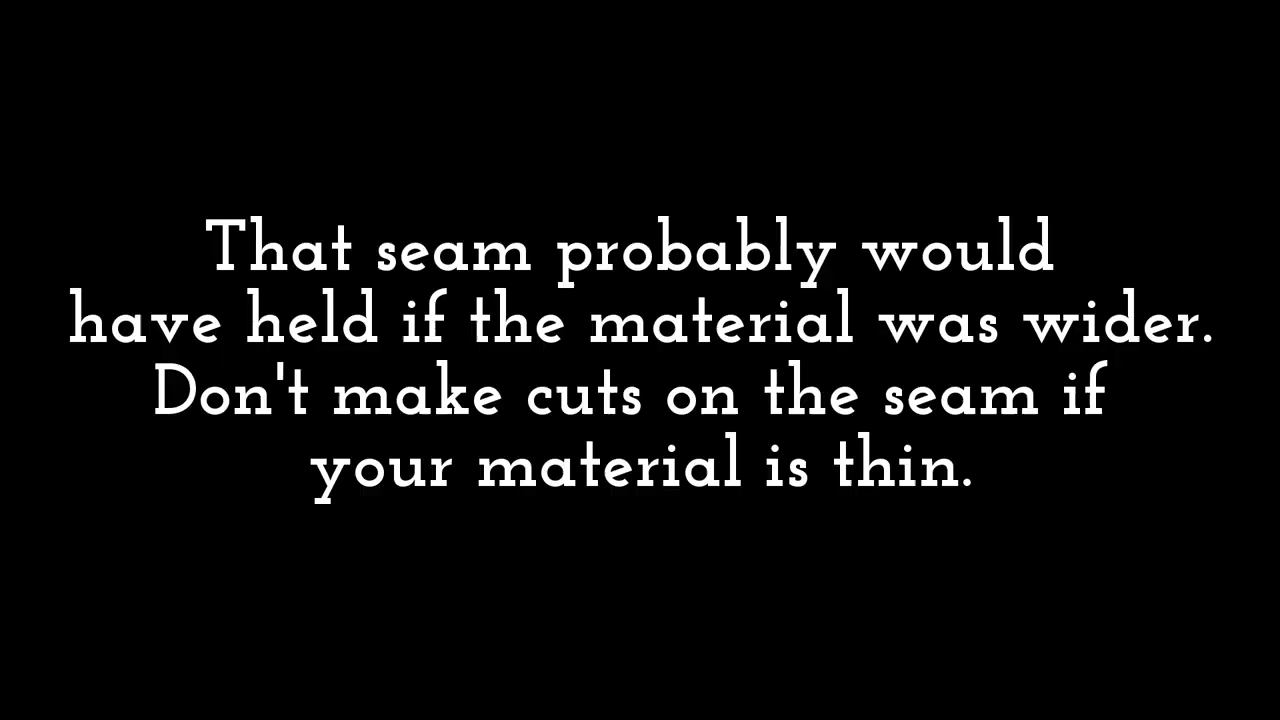 That seam probably would
have held if the material was wider.
Don't make cuts on the seam if
your material is thin.